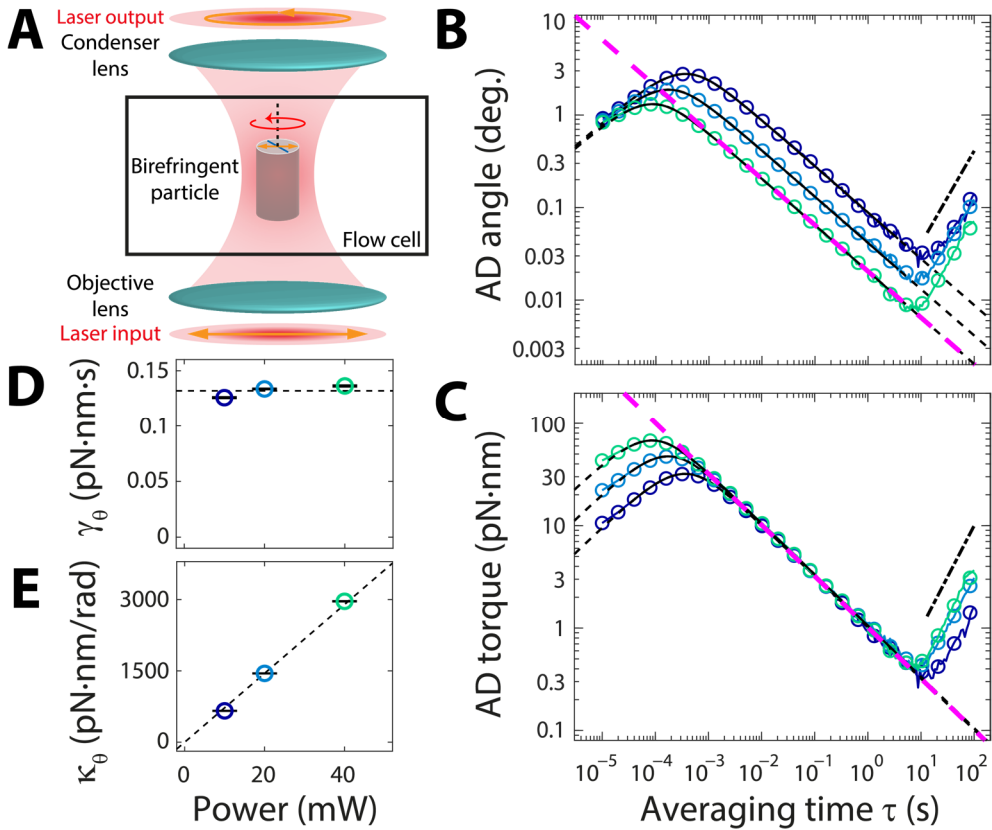 A
Laser output
Condenser
lens
Birefringent
particle
Flow cell
Objective
lens
Laser input
B
AD angle (deg.)
10
3
1
0.3
0.1
0.03
0.01
0.003
D
γθ (pN·nm·s)
0.15
0.1
0.05
0
E
κθ (pN·nm/rad)
3000
1500
0
0
20
40
Power (mW)
C
AD torque (pN·nm)
100
30
10
3
1
0.3
0.1
10⁻⁵
10⁻⁴
10⁻³
10⁻²
10⁻¹
10⁰
10¹
10²
Averaging time τ (s)